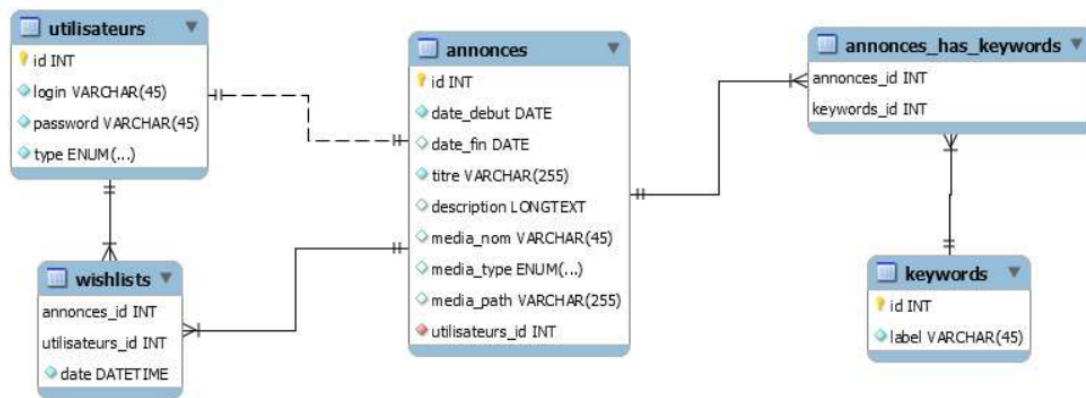 utilisateurs
id INT
login VARCHAR(45)
password VARCHAR(45)
type ENUM(...)
annonces
id INT
date_debut DATE
date_fin DATE
titre VARCHAR(255)
description LONGTEXT
media_nom VARCHAR(45)
media_type ENUM(...)
media_path VARCHAR(255)
utilisateurs_id INT
annonces_has_keywords
annonces_id INT
keywords_id INT
wishlists
annonces_id INT
utilisateurs_id INT
date DATETIME
keywords
id INT
label VARCHAR(45)